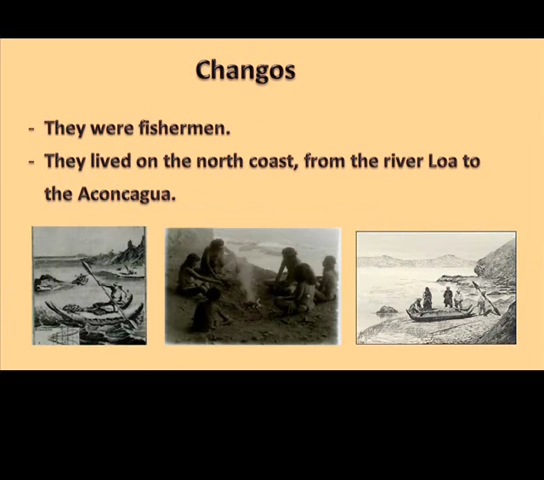 Changos
- They were fishermen.
- They lived on the north coast, from the river Loa to
the Aconcagua.